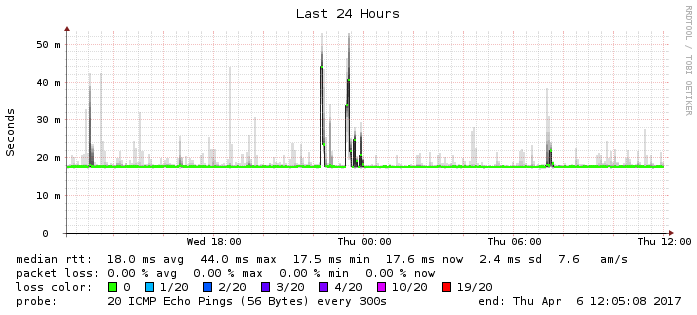 Last 24 Hours
RRDTOOL / TOBI OETIKER
Seconds
50 m
40 m
30 m
20 m
10 m
0
Wed 18:00 Thu 00:00 Thu 06:00 Thu 12:00
median rtt: 18.0 ms avg 44.0 ms max 17.5 ms min 17.6 ms now 2.4 ms sd 7.6 am/s
packet loss: 0.00 % avg 0.00 % max 0.00 % min 0.00 % now
loss color: 0 1/20 2/20 3/20 4/20 10/20 19/20
probe: 20 ICMP Echo Pings (56 Bytes) every 300s end: Thu Apr 6 12:05:08 2017